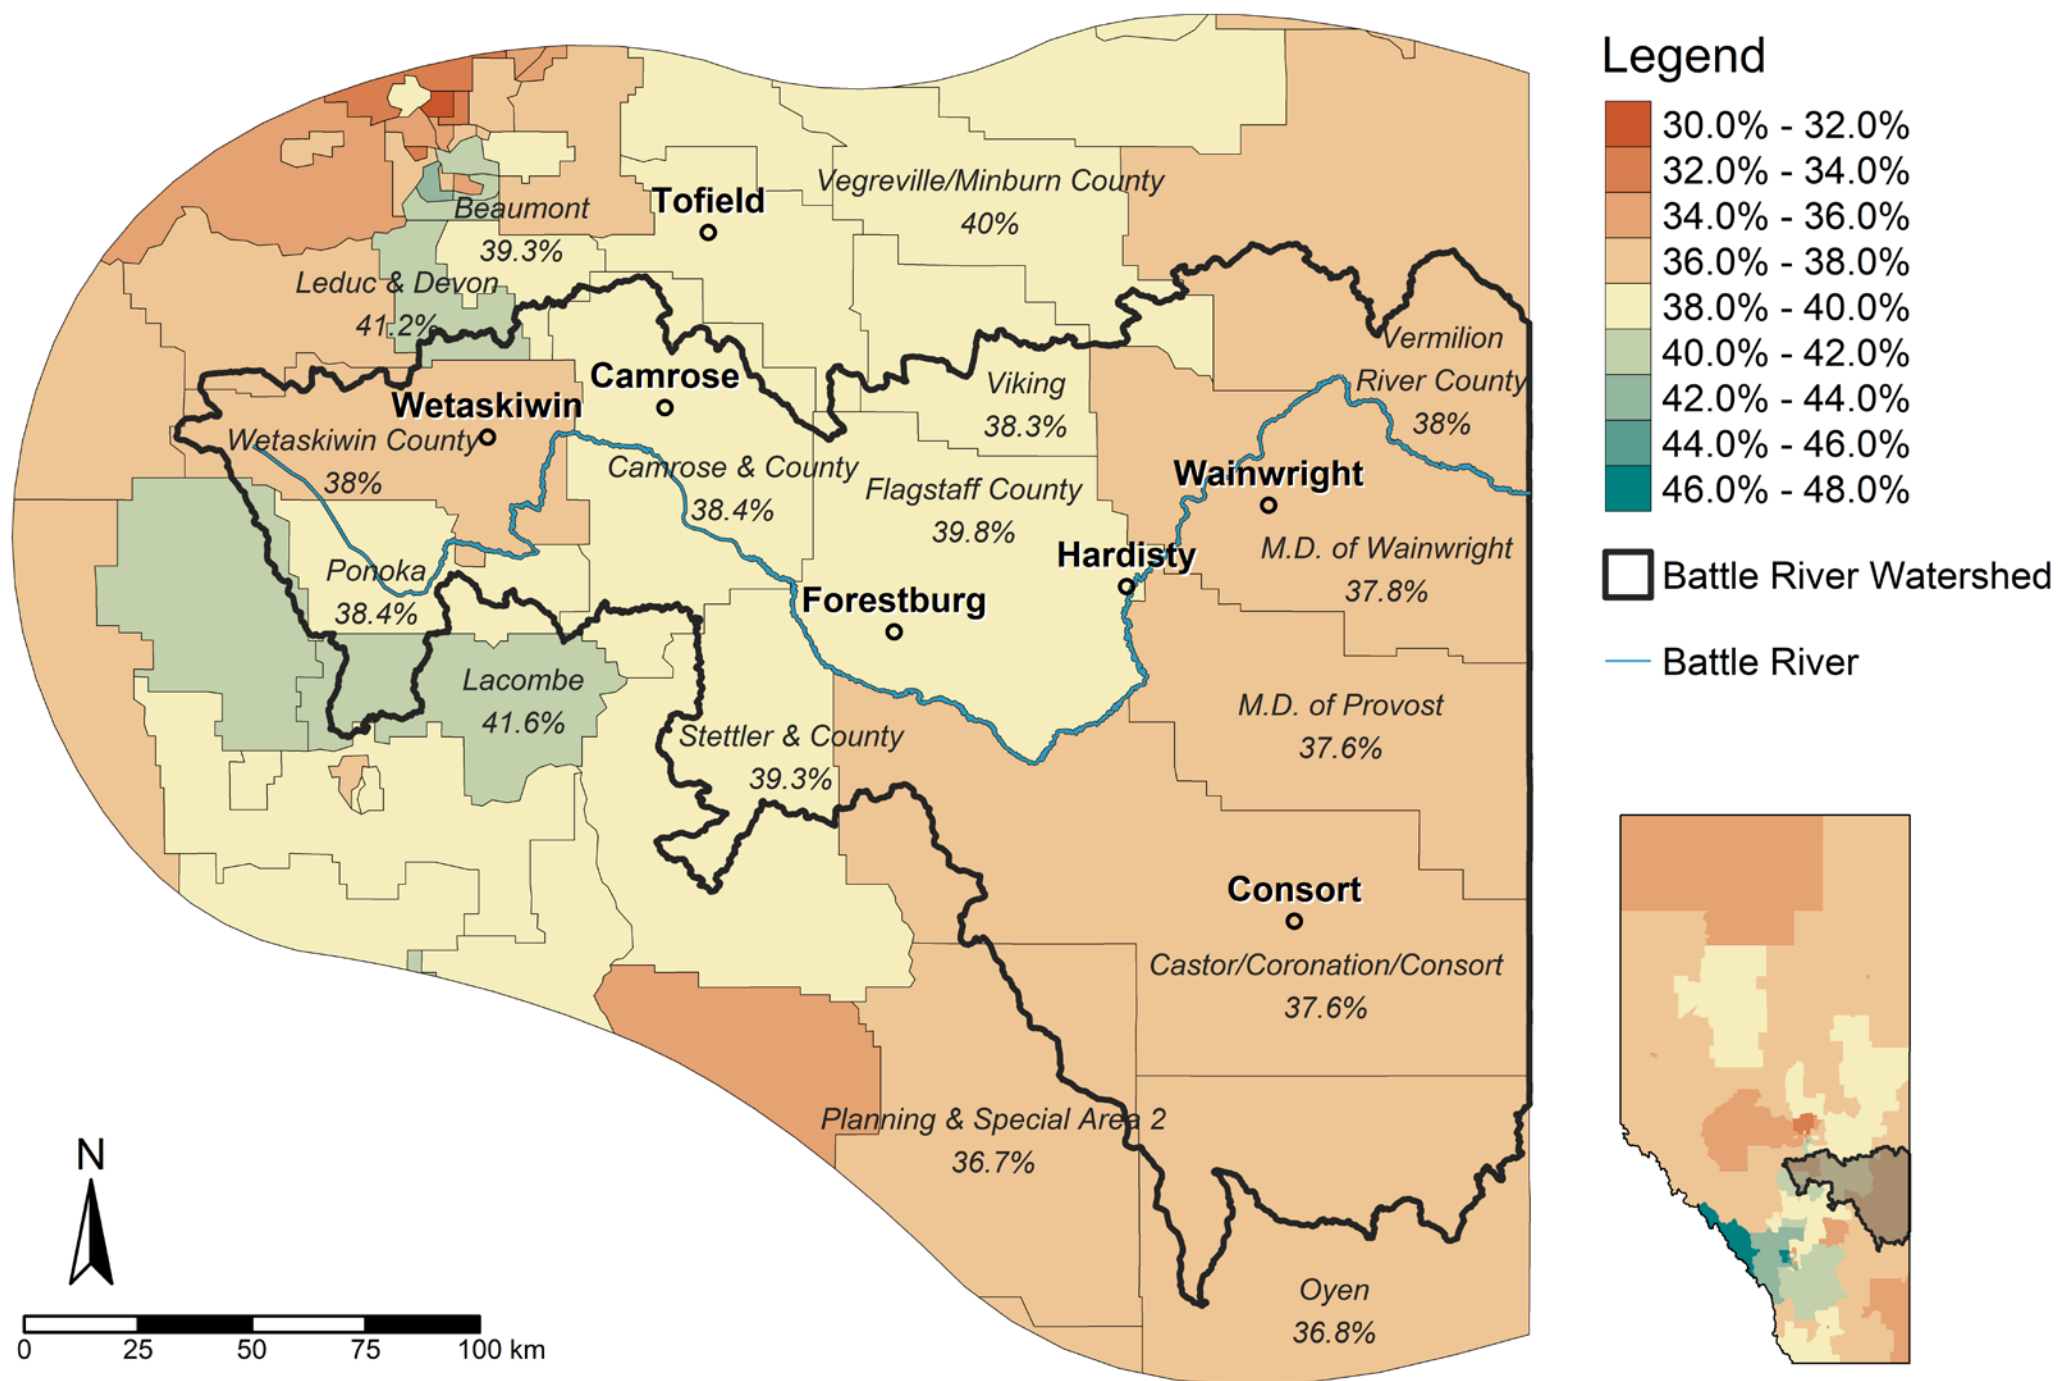 Legend
30.0% - 32.0%
32.0% - 34.0%
34.0% - 36.0%
36.0% - 38.0%
38.0% - 40.0%
40.0% - 42.0%
42.0% - 44.0%
44.0% - 46.0%
46.0% - 48.0%
Battle River Watershed
Battle River
Tofield
Vegreville/Minburn County
40%
Beaumont
39.3%
Leduc & Devon
41.2%
Camrose
Wetaskiwin
Wetaskiwin County
38%
Viking
38.3%
Vermilion
River County
38%
Camrose & County
38.4%
Flagstaff County
39.8%
Wainwright
Hardisty
M.D. of Wainwright
37.8%
Ponoka
38.4%
Forestburg
Lacombe
41.6%
Stettler & County
39.3%
M.D. of Provost
37.6%
Consort
Castor/Coronation/Consort
37.6%
Planning & Special Area 2
36.7%
Oyen
36.8%
N
0 25 50 75 100 km